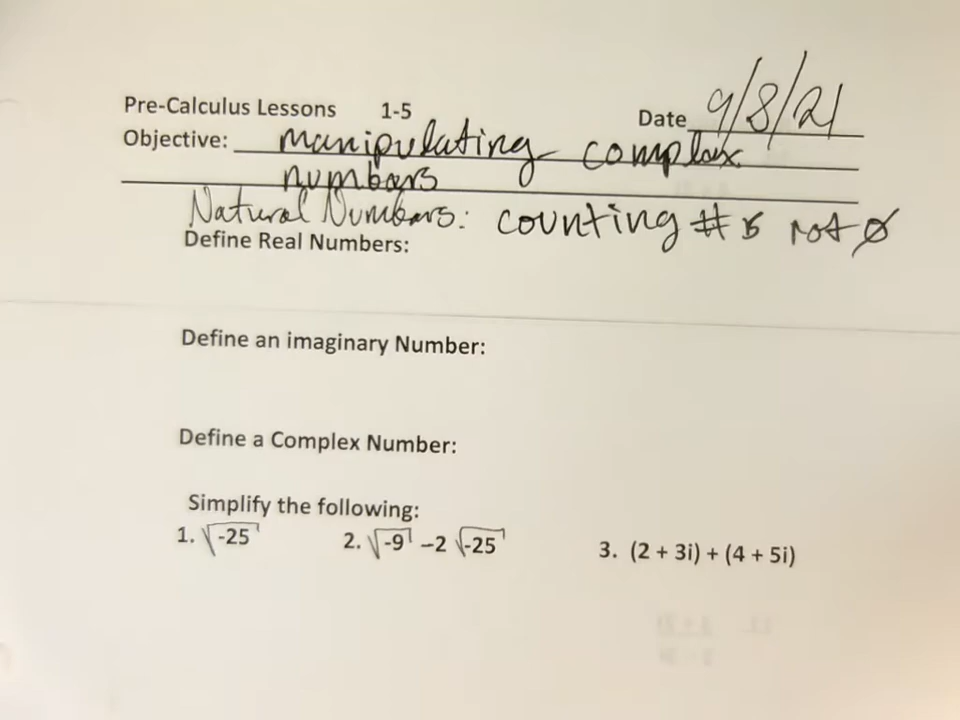 Pre-Calculus Lessons 1-5 Date 9/8/21
Objective: manipulating complex
numbers
Natural Numbers: counting #s not 0
Define Real Numbers:
Define an imaginary Number:
Define a Complex Number:
Simplify the following:
1. √-25 2. √-9 –2 √-25 3. (2 + 3i) + (4 + 5i)